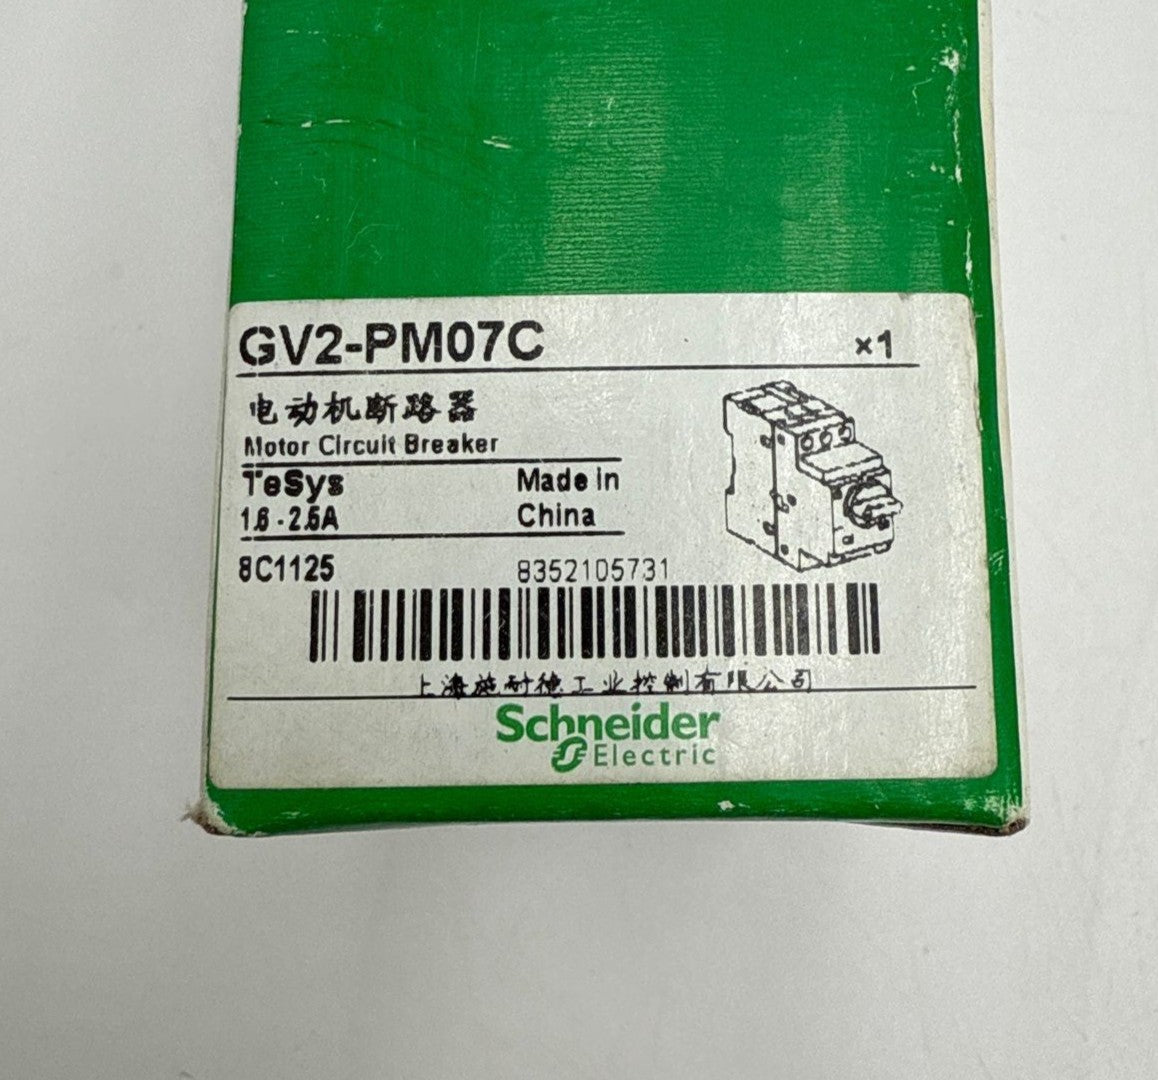 GV2-PM07C ×1
电动机断路器
Motor Circuit Breaker
TeSys Made in
1.6 - 2.5A China
8C1125 8352105731
上海施耐德工业控制有限公司
Schneider
Electric